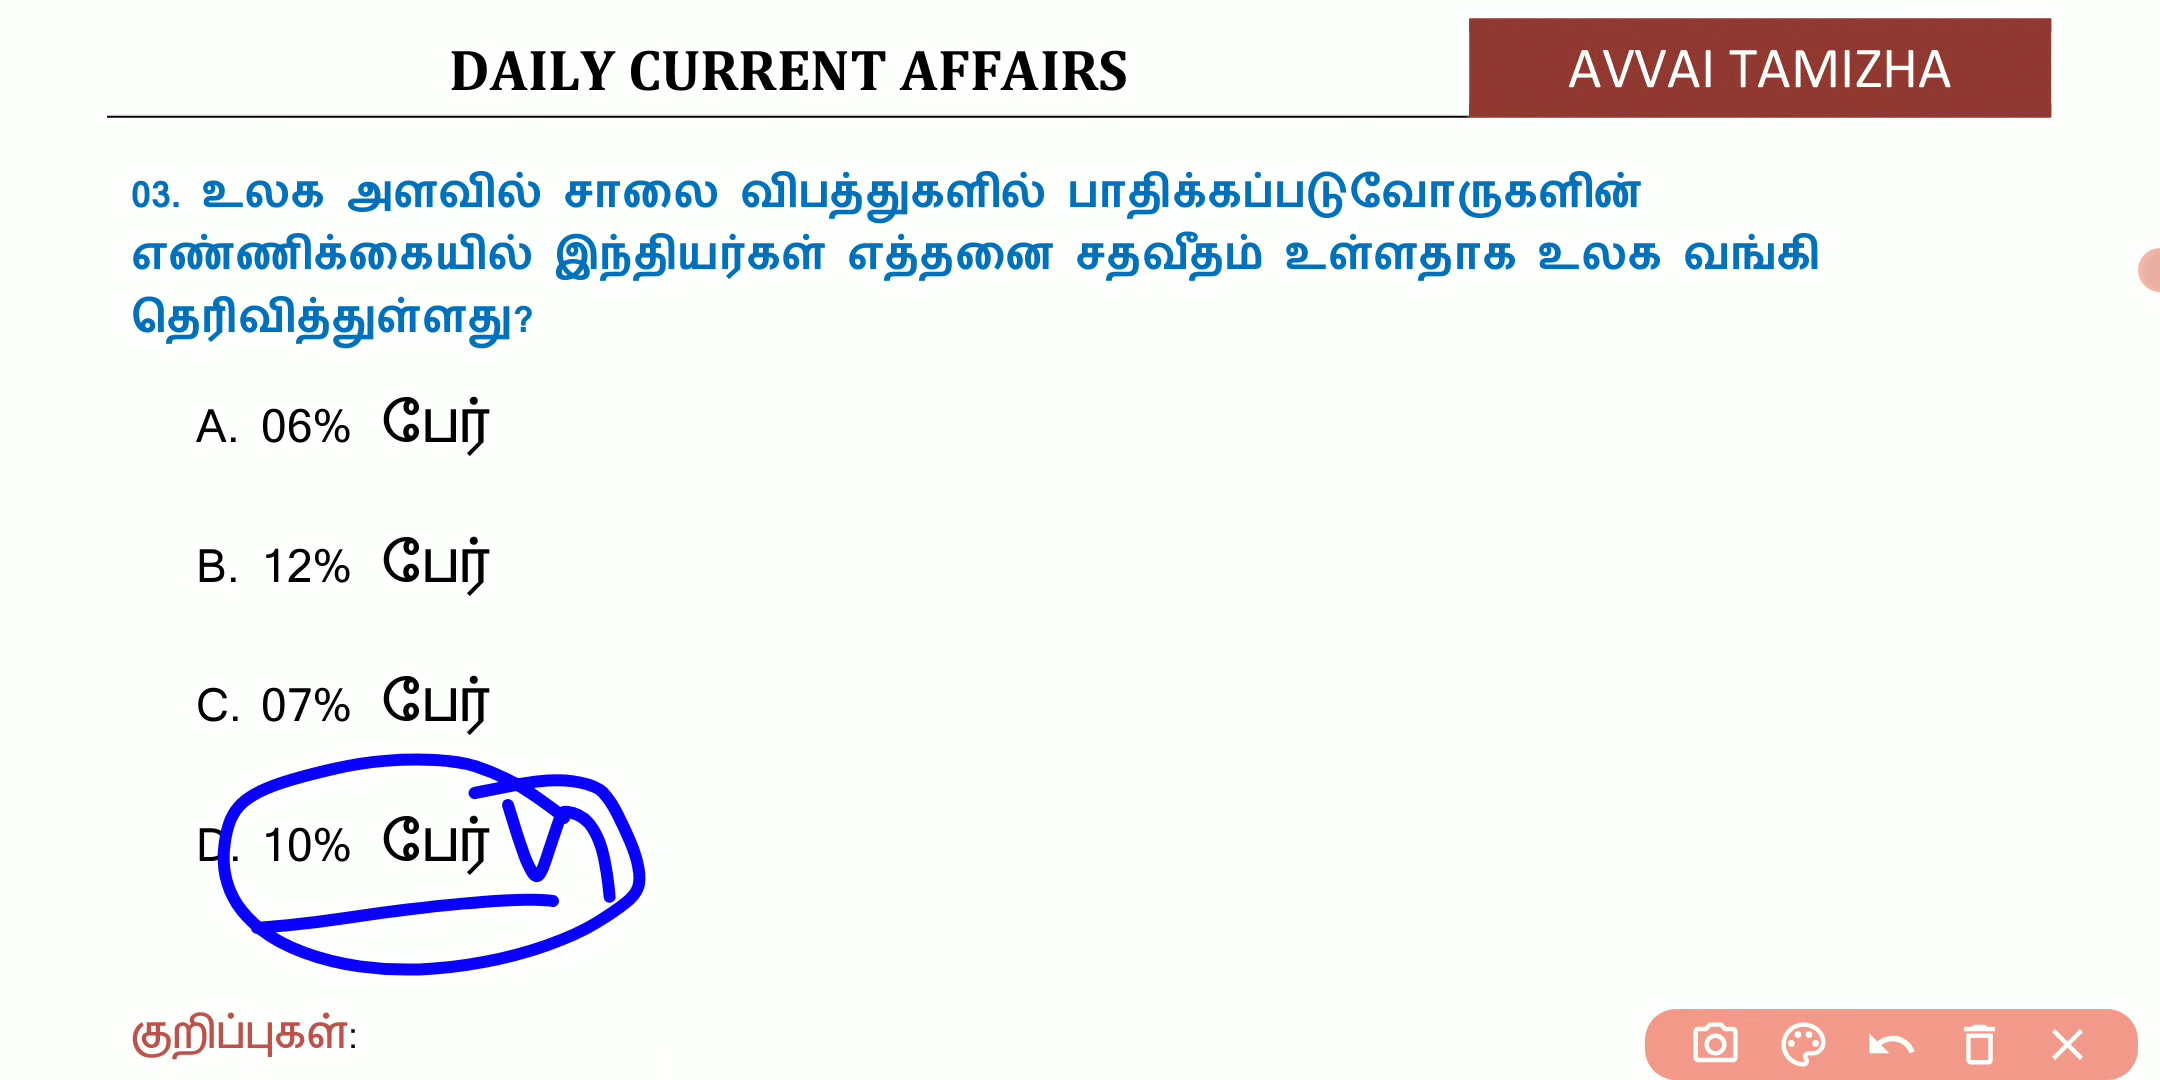 DAILY CURRENT AFFAIRS
AVVAI TAMIZHA
03. உலக அளவில் சாலை விபத்துகளில் பாதிக்கப்படுவோருகளின்
எண்ணிக்கையில் இந்தியர்கள் எத்தனை சதவீதம் உள்ளதாக உலக வங்கி
தெரிவித்துள்ளது?
A. 06% பேர்
B. 12% பேர்
C. 07% பேர்
D. 10% பேர்
குறிப்புகள்: